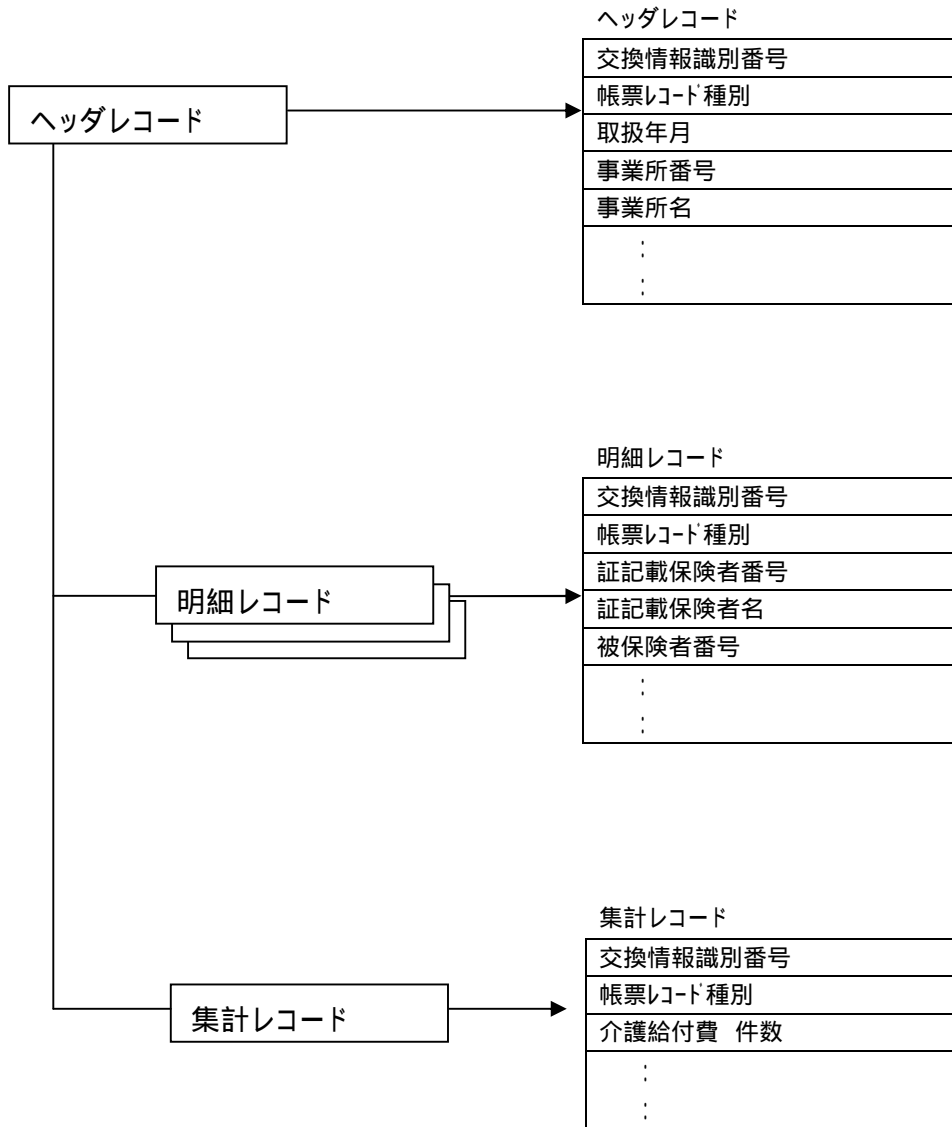 ヘッダレコード
ヘッダレコード
交換情報識別番号
帳票ﾚｺｰﾄﾞ種別
取扱年月
事業所番号
事業所名
:
:
明細レコード
明細レコード
交換情報識別番号
帳票ﾚｺｰﾄﾞ種別
証記載保険者番号
証記載保険者名
被保険者番号
:
:
集計レコード
集計レコード
交換情報識別番号
帳票ﾚｺｰﾄﾞ種別
介護給付費 件数
:
: